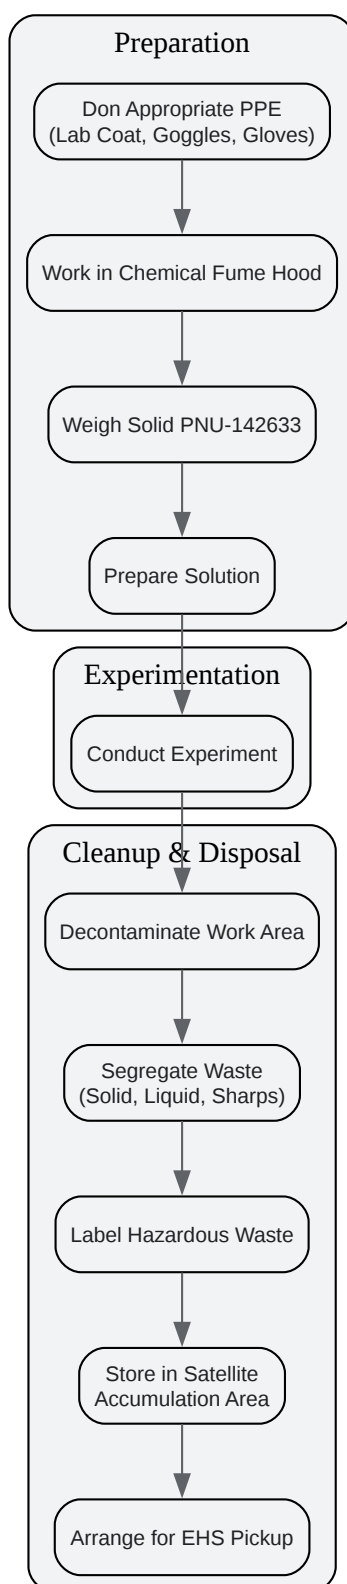 Preparation
Don Appropriate PPE
(Lab Coat, Goggles, Gloves)
Work in Chemical Fume Hood
Weigh Solid PNU-142633
Prepare Solution
Experimentation
Conduct Experiment
Cleanup & Disposal
Decontaminate Work Area
Segregate Waste
(Solid, Liquid, Sharps)
Label Hazardous Waste
Store in Satellite
Accumulation Area
Arrange for EHS Pickup